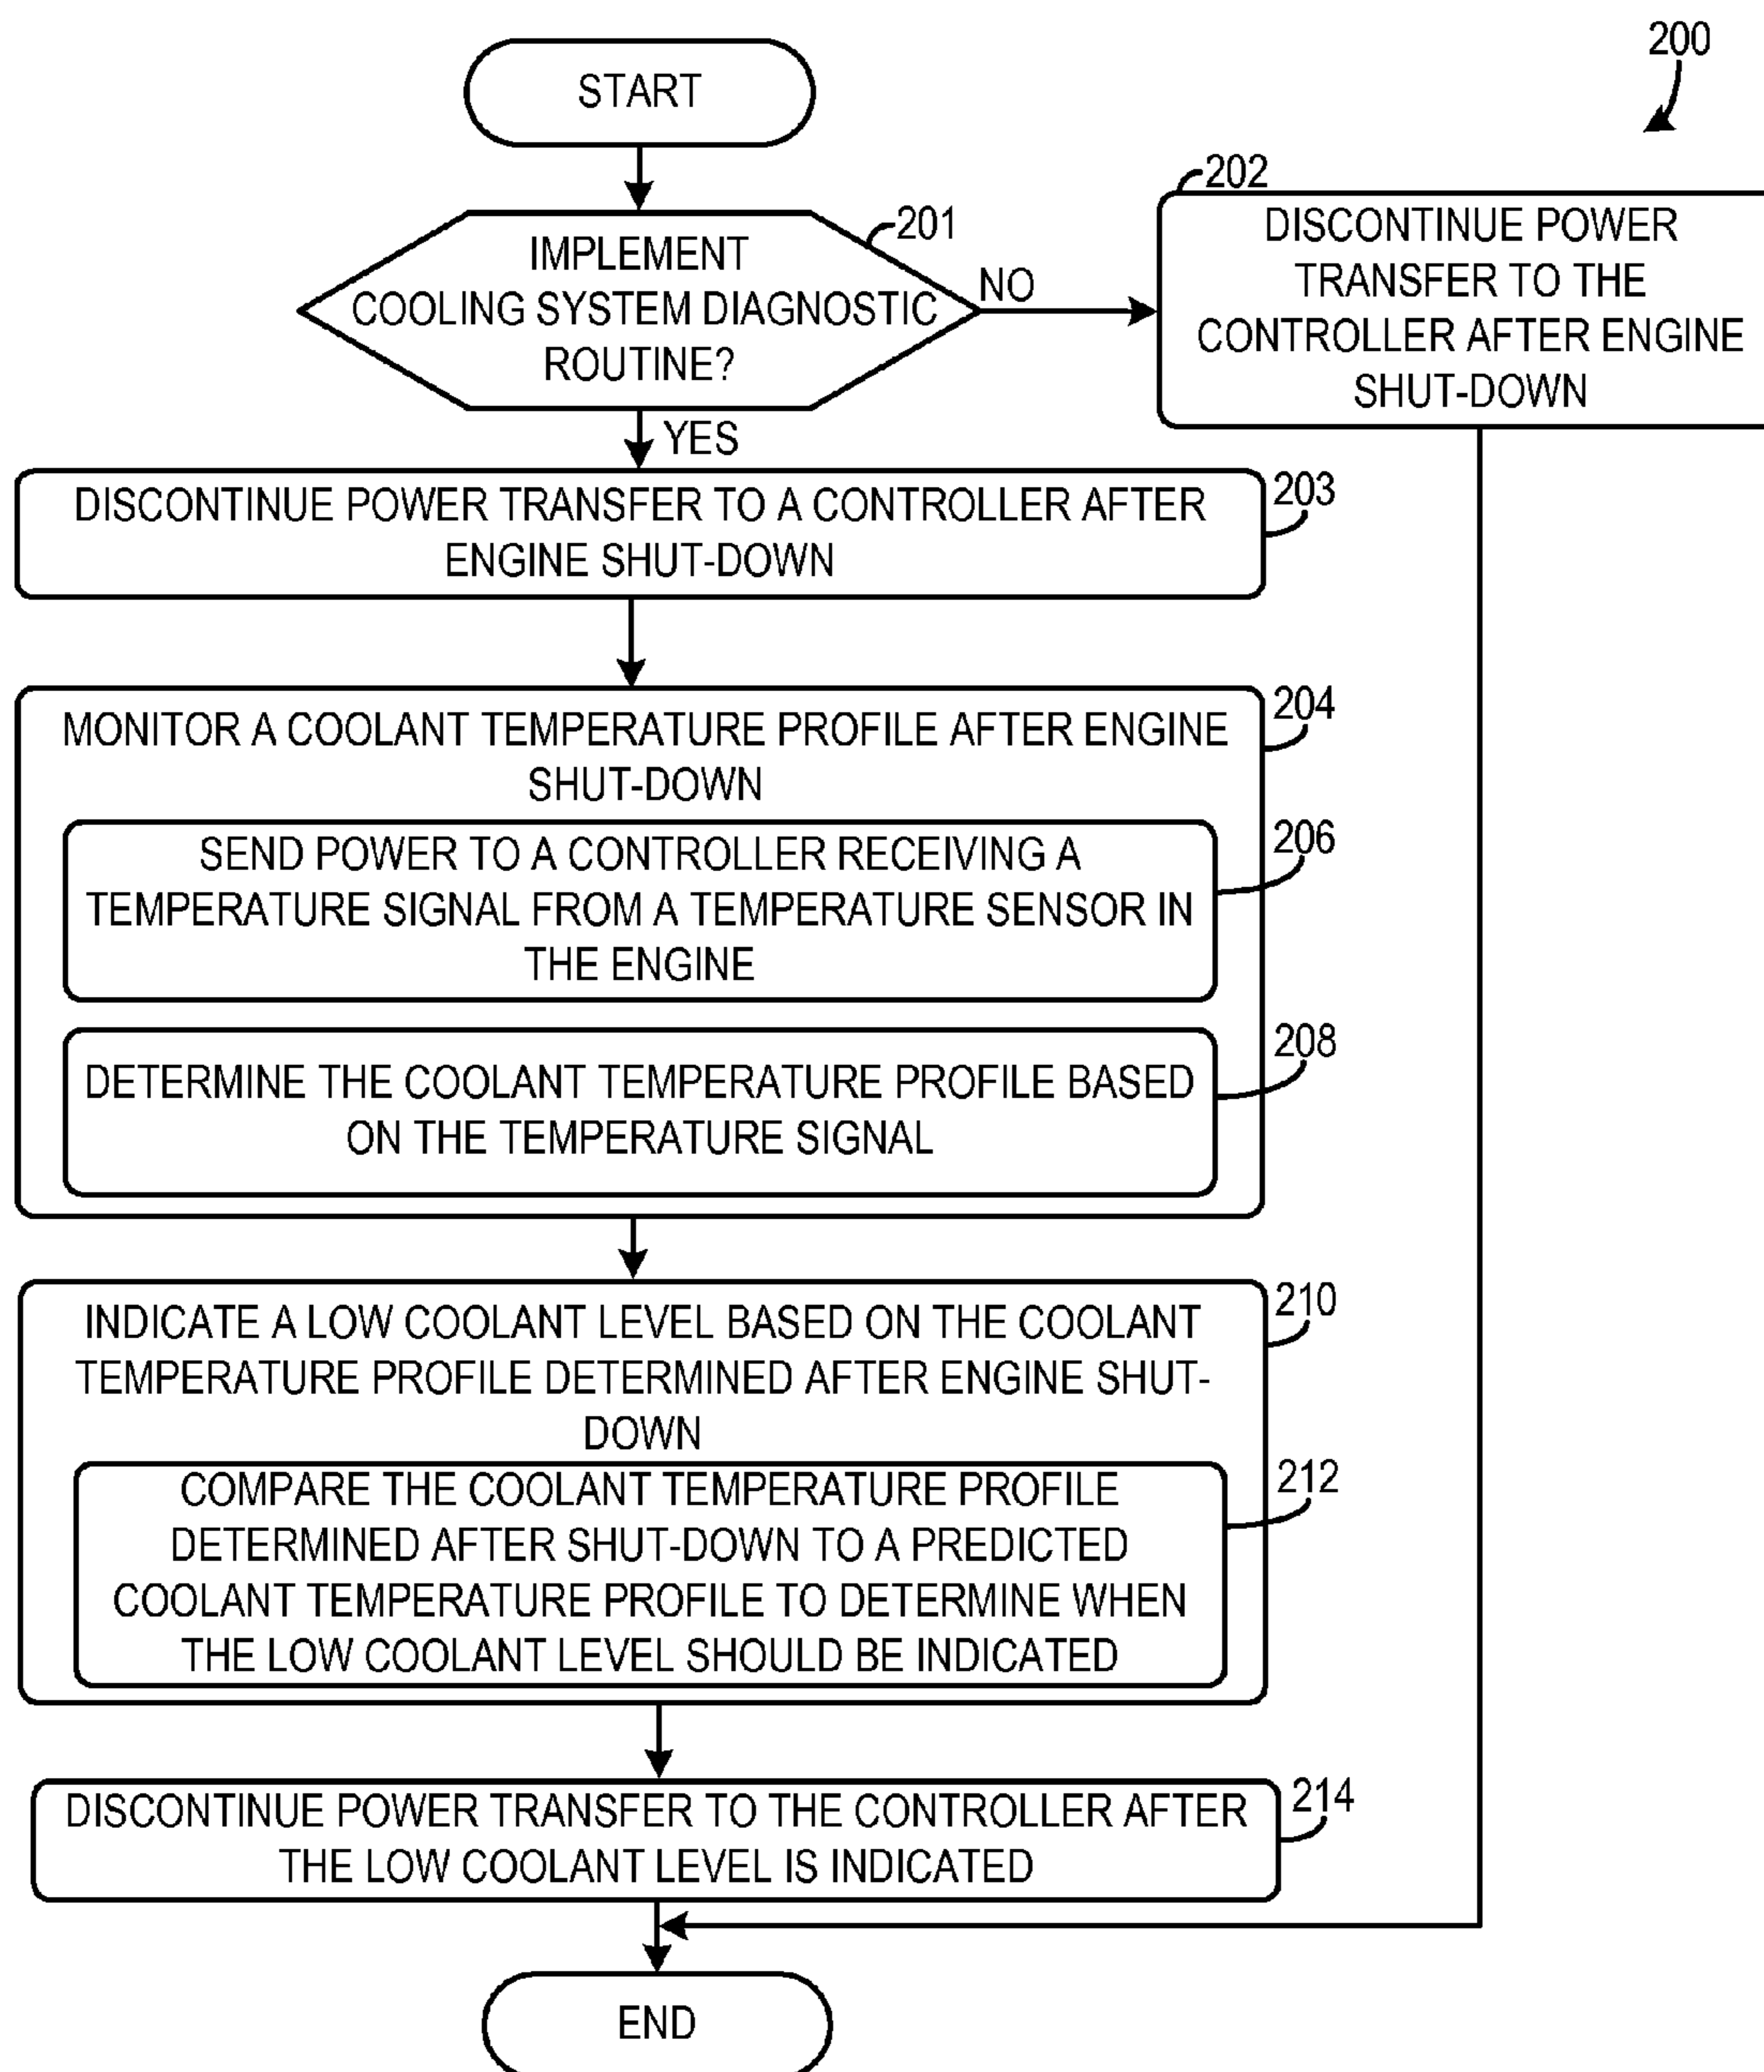 200
START
201
IMPLEMENT
COOLING SYSTEM DIAGNOSTIC
ROUTINE?
NO
YES
202
DISCONTINUE POWER
TRANSFER TO THE
CONTROLLER AFTER ENGINE
SHUT-DOWN
203
DISCONTINUE POWER TRANSFER TO A CONTROLLER AFTER
ENGINE SHUT-DOWN
204
MONITOR A COOLANT TEMPERATURE PROFILE AFTER ENGINE
SHUT-DOWN
206
SEND POWER TO A CONTROLLER RECEIVING A
TEMPERATURE SIGNAL FROM A TEMPERATURE SENSOR IN
THE ENGINE
208
DETERMINE THE COOLANT TEMPERATURE PROFILE BASED
ON THE TEMPERATURE SIGNAL
210
INDICATE A LOW COOLANT LEVEL BASED ON THE COOLANT
TEMPERATURE PROFILE DETERMINED AFTER ENGINE SHUT-
DOWN
212
COMPARE THE COOLANT TEMPERATURE PROFILE
DETERMINED AFTER SHUT-DOWN TO A PREDICTED
COOLANT TEMPERATURE PROFILE TO DETERMINE WHEN
THE LOW COOLANT LEVEL SHOULD BE INDICATED
214
DISCONTINUE POWER TRANSFER TO THE CONTROLLER AFTER
THE LOW COOLANT LEVEL IS INDICATED
END